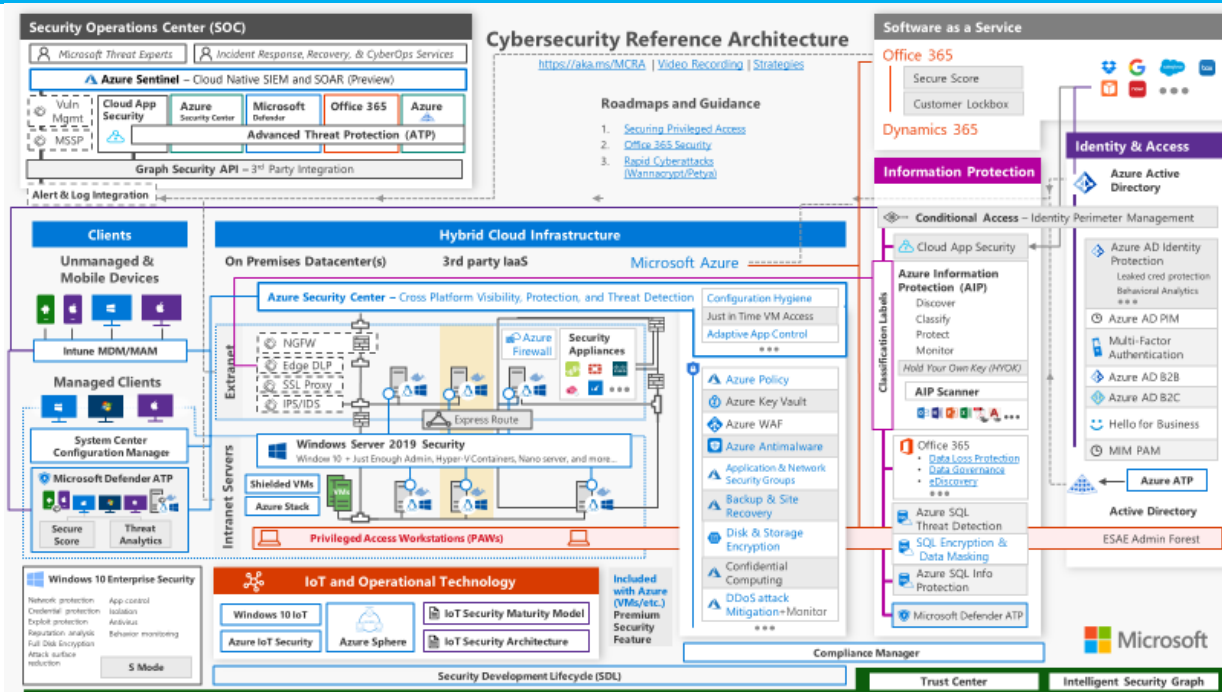 Security Operations Center (SOC)
Microsoft Threat Experts
Incident Response, Recovery, & CyberOps Services
Azure Sentinel – Cloud Native SIEM and SOAR (Preview)
Vuln
Mgmt
MSSP
Cloud App
Security
Azure
Security Center
Microsoft
Defender
Office 365
Azure
Advanced Threat Protection (ATP)
Graph Security API – 3rd Party Integration
Alert & Log Integration
Cybersecurity Reference Architecture
https://aka.ms/MCRA | Video Recording | Strategies
Roadmaps and Guidance
1. Securing Privileged Access
2. Office 365 Security
3. Rapid Cyberattacks
(Wannacrypt/Petya)
Software as a Service
Office 365
Secure Score
Customer Lockbox
Dynamics 365
Identity & Access
Azure Active
Directory
Information Protection
Conditional Access – Identity Perimeter Management
Clients
Unmanaged &
Mobile Devices
Intune MDM/MAM
Managed Clients
System Center
Configuration Manager
Microsoft Defender ATP
Secure
Score
Threat
Analytics
Hybrid Cloud Infrastructure
On Premises Datacenter(s)
3rd party IaaS
Microsoft Azure
Azure Security Center – Cross Platform Visibility, Protection, and Threat Detection
Configuration Hygiene
Just in Time VM Access
Adaptive App Control
Extranet
NGFW
Edge DLP
SSL Proxy
IPS/IDS
Azure
Firewall
Security
Appliances
Express Route
Intranet Servers
Windows Server 2019 Security
Window 10 + Just Enough Admin, Hyper-V Containers, Nano server, and more…
Shielded VMs
Azure Stack
VMs
Privileged Access Workstations (PAWs)
Azure Policy
Azure Key Vault
Azure WAF
Azure Antimalware
Application & Network
Security Groups
Backup & Site
Recovery
Disk & Storage
Encryption
Confidential
Computing
DDoS attack
Mitigation+Monitor
Included
with Azure
(VMs/etc.)
Premium
Security
Feature
Classification Labels
Cloud App Security
Azure Information
Protection (AIP)
Discover
Classify
Protect
Monitor
Hold Your Own Key (HYOK)
AIP Scanner
Office 365
• Data Loss Protection
• Data Governance
• eDiscovery
Azure SQL
Threat Detection
SQL Encryption &
Data Masking
Azure SQL Info
Protection
Microsoft Defender ATP
Azure AD Identity
Protection
Leaked cred protection
Behavioral Analytics
Azure AD PIM
Multi-Factor
Authentication
Azure AD B2B
Azure AD B2C
Hello for Business
MIM PAM
Azure ATP
Active Directory
ESAE Admin Forest
Windows 10 Enterprise Security
Network protection
Credential protection
Exploit protection
Reputation analysis
Full Disk Encryption
Attack surface
reduction
App control
Isolation
Antivirus
Behavior monitoring
S Mode
IoT and Operational Technology
Windows 10 IoT
Azure IoT Security
Azure Sphere
IoT Security Maturity Model
IoT Security Architecture
Compliance Manager
Microsoft
Security Development Lifecycle (SDL)
Trust Center
Intelligent Security Graph